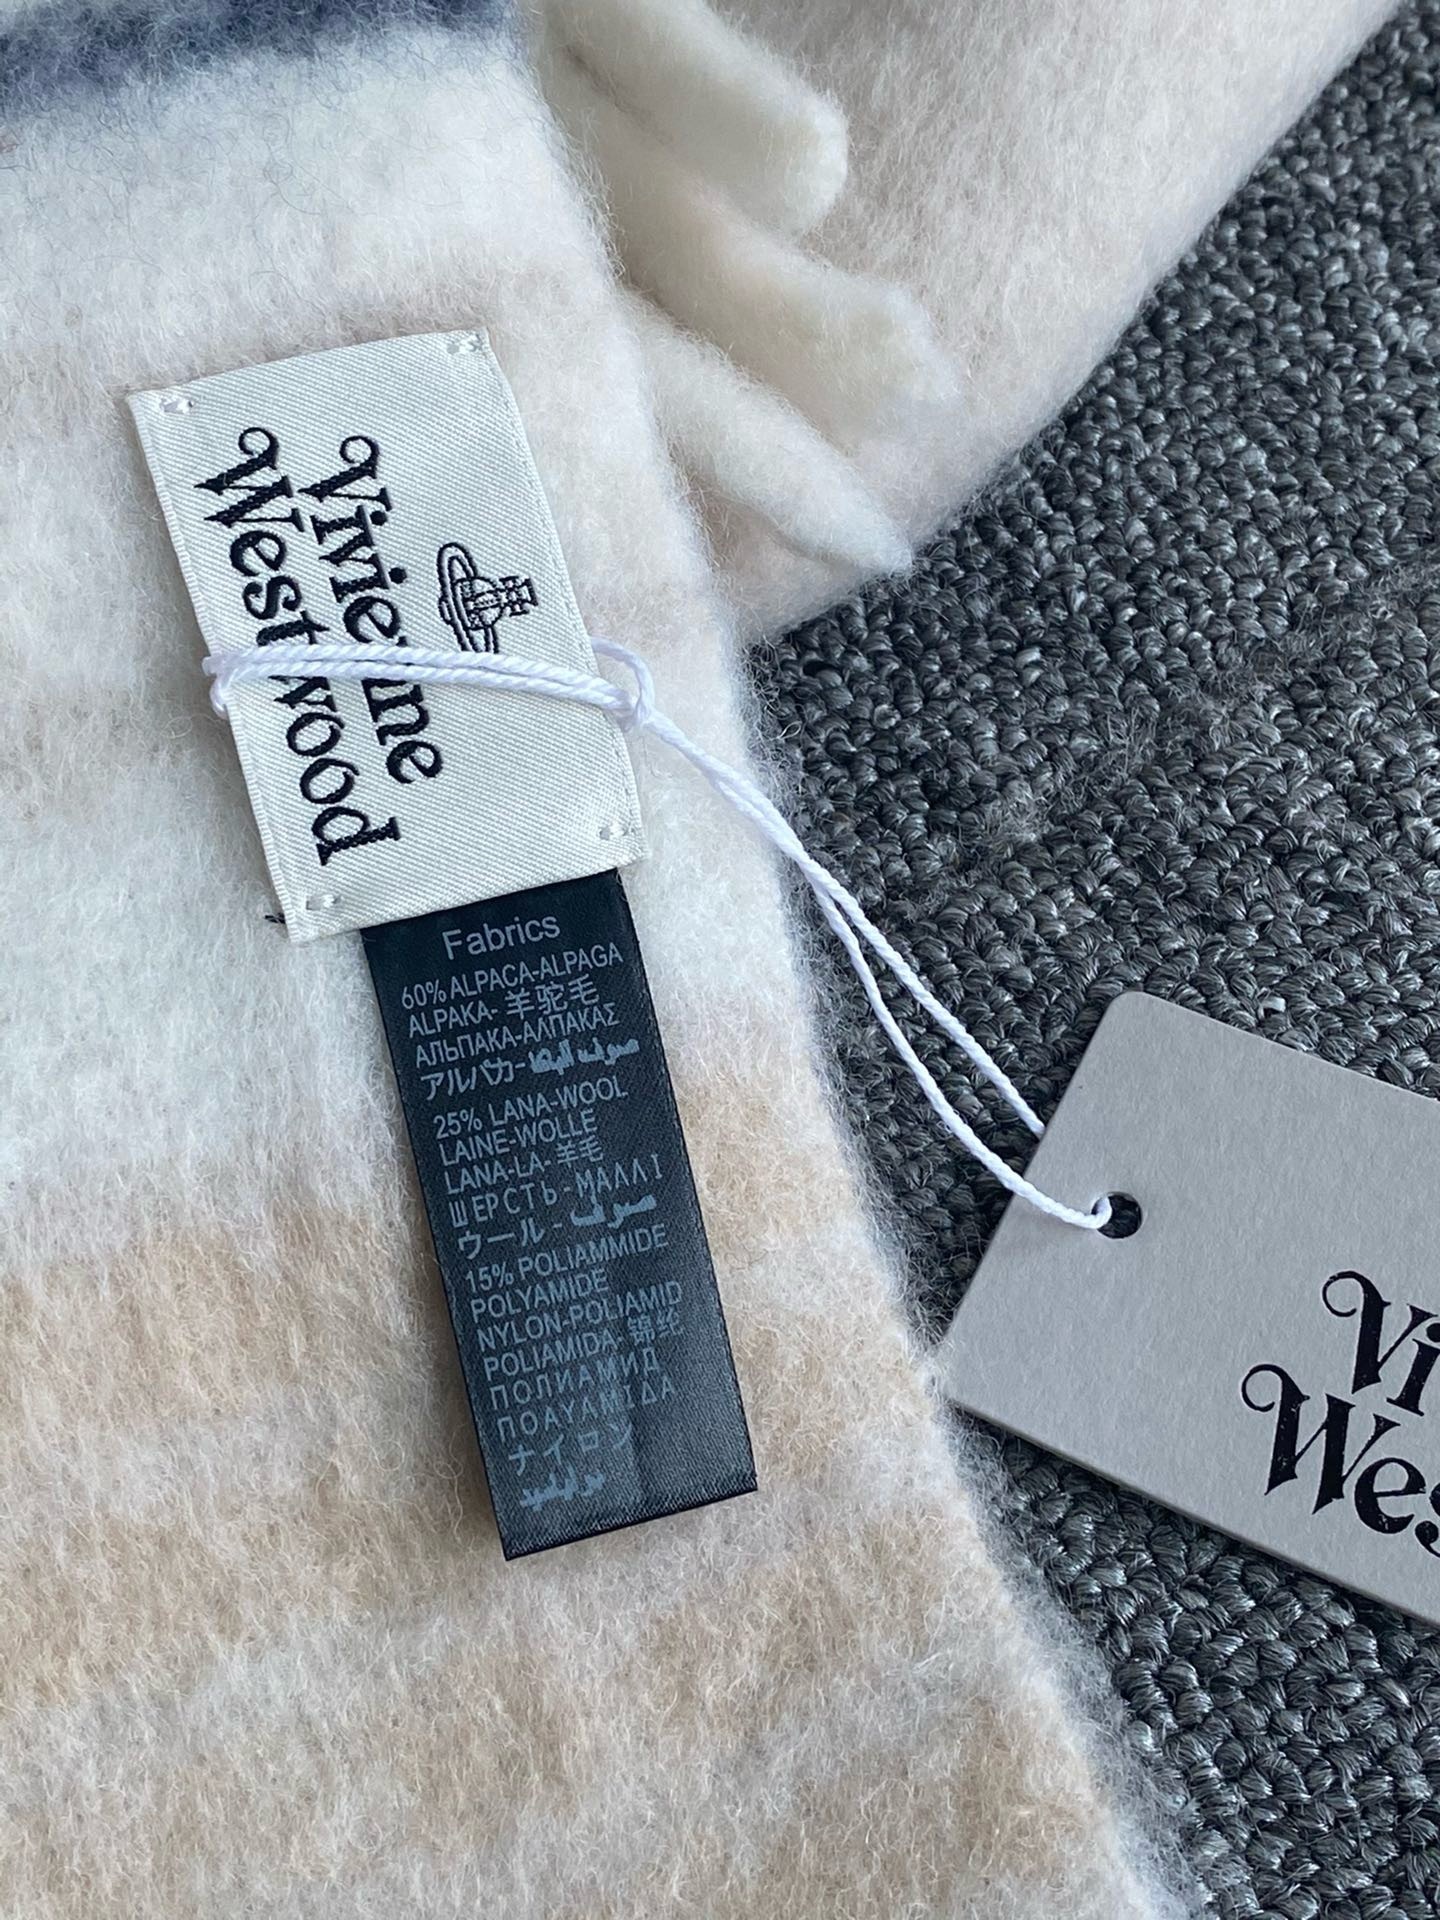 Vivienne
Westwood
Fabrics
60% ALPACA-ALPAGA
ALPAKA- 羊驼毛
АЛЬПАКА-ΑΛΠΑΚΑΣ
アルパカ-صوف البكا
25% LANA-WOOL
LAINE-WOLLE
LANA-LA- 羊毛
ШЕРСТЬ-ΜΑΛΛΙ
ウール-صوف
15% POLIAMMIDE
POLYAMIDE
NYLON-POLIAMID
POLIAMIDA- 锦纶
ПОЛИАМИД
ΠΟΛΥΑΜΙΔΑ
ナイロン
Vi
Wes